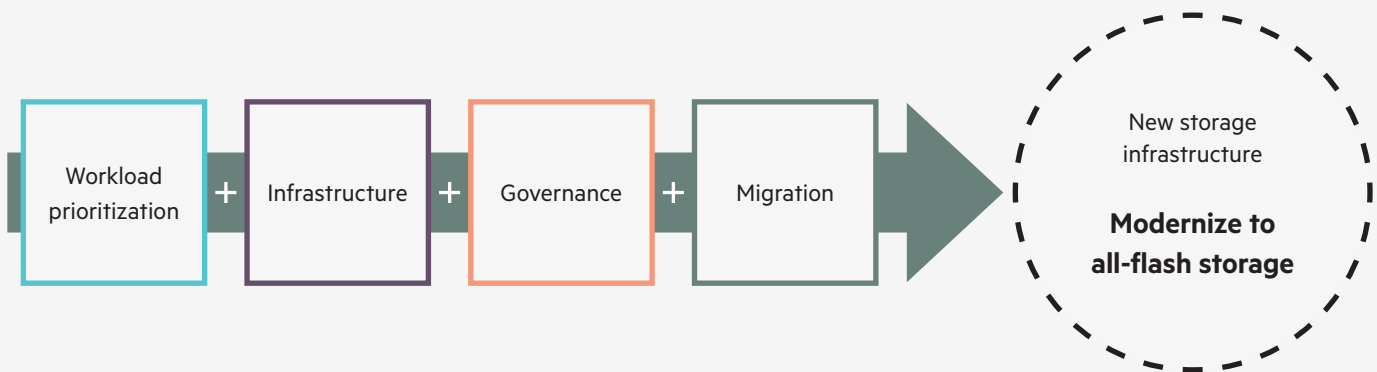 Workload
prioritization
+
Infrastructure
+
Governance
+
Migration
New storage
infrastructure
Modernize to
all-flash storage